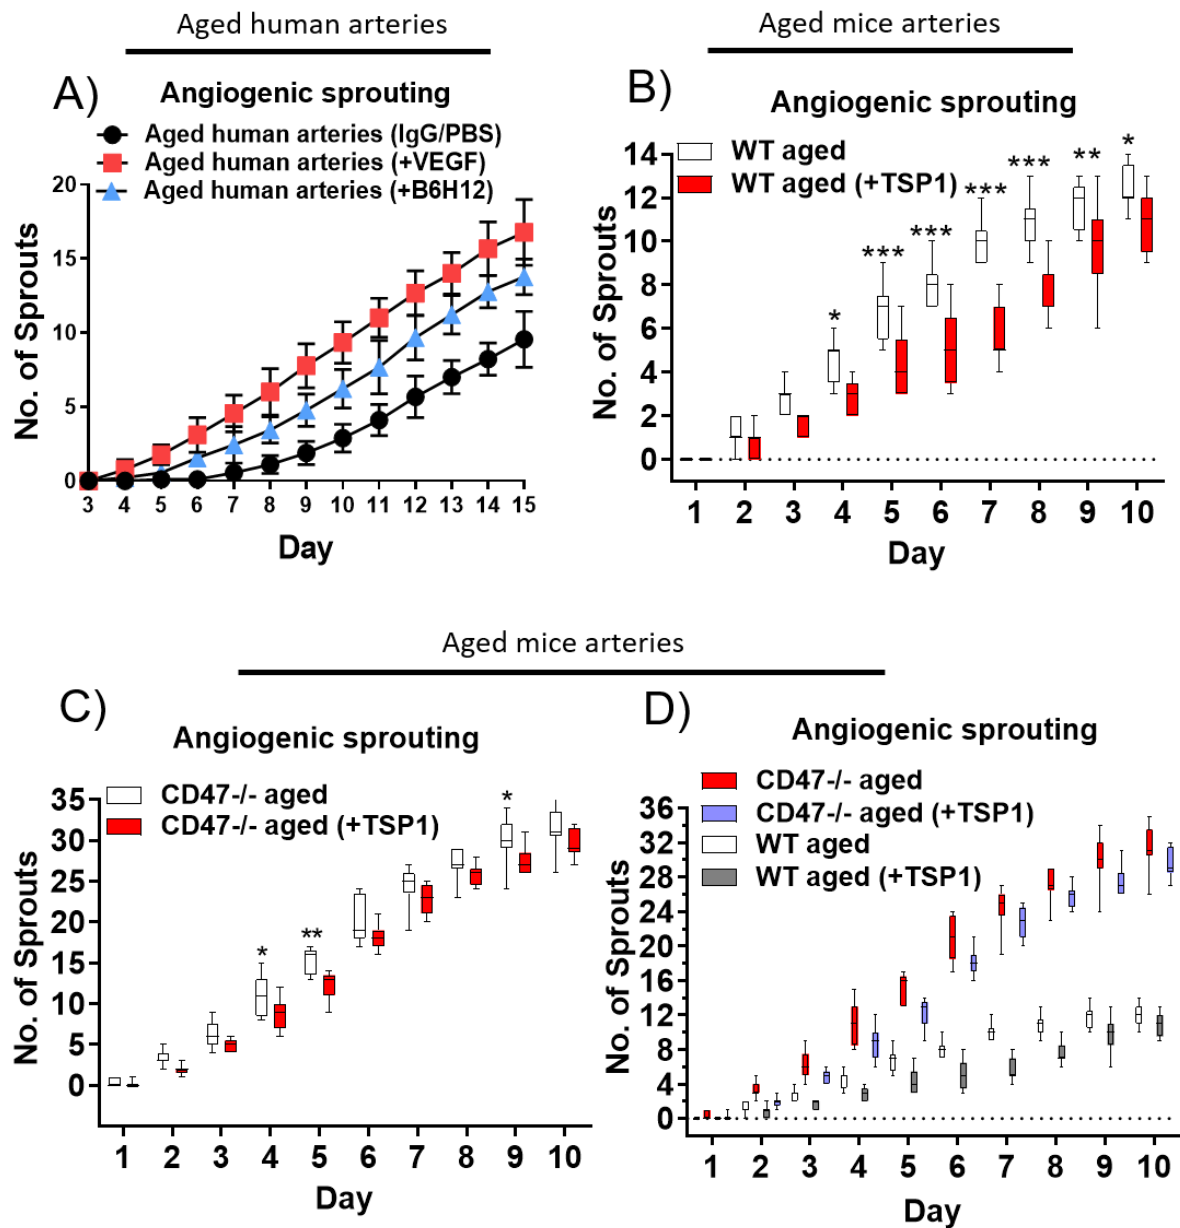 Aged human arteries
A)
Angiogenic sprouting
Aged human arteries (IgG/PBS)
Aged human arteries (+VEGF)
Aged human arteries (+B6H12)
No. of Sprouts
20
15
10
5
0
3 4 5 6 7 8 9 10 11 12 13 14 15
Day
Aged mice arteries
B)
Angiogenic sprouting
WT aged
WT aged (+TSP1)
No. of Sprouts
14
12
10
8
6
4
2
0
* *** *** *** *** ** *
1 2 3 4 5 6 7 8 9 10
Day
Aged mice arteries
C)
Angiogenic sprouting
CD47-/- aged
CD47-/- aged (+TSP1)
No. of Sprouts
35
30
25
20
15
10
5
0
* ** *
1 2 3 4 5 6 7 8 9 10
Day
D)
Angiogenic sprouting
CD47-/- aged
CD47-/- aged (+TSP1)
WT aged
WT aged (+TSP1)
No. of Sprouts
36
32
28
24
20
16
12
8
4
0
1 2 3 4 5 6 7 8 9 10
Day